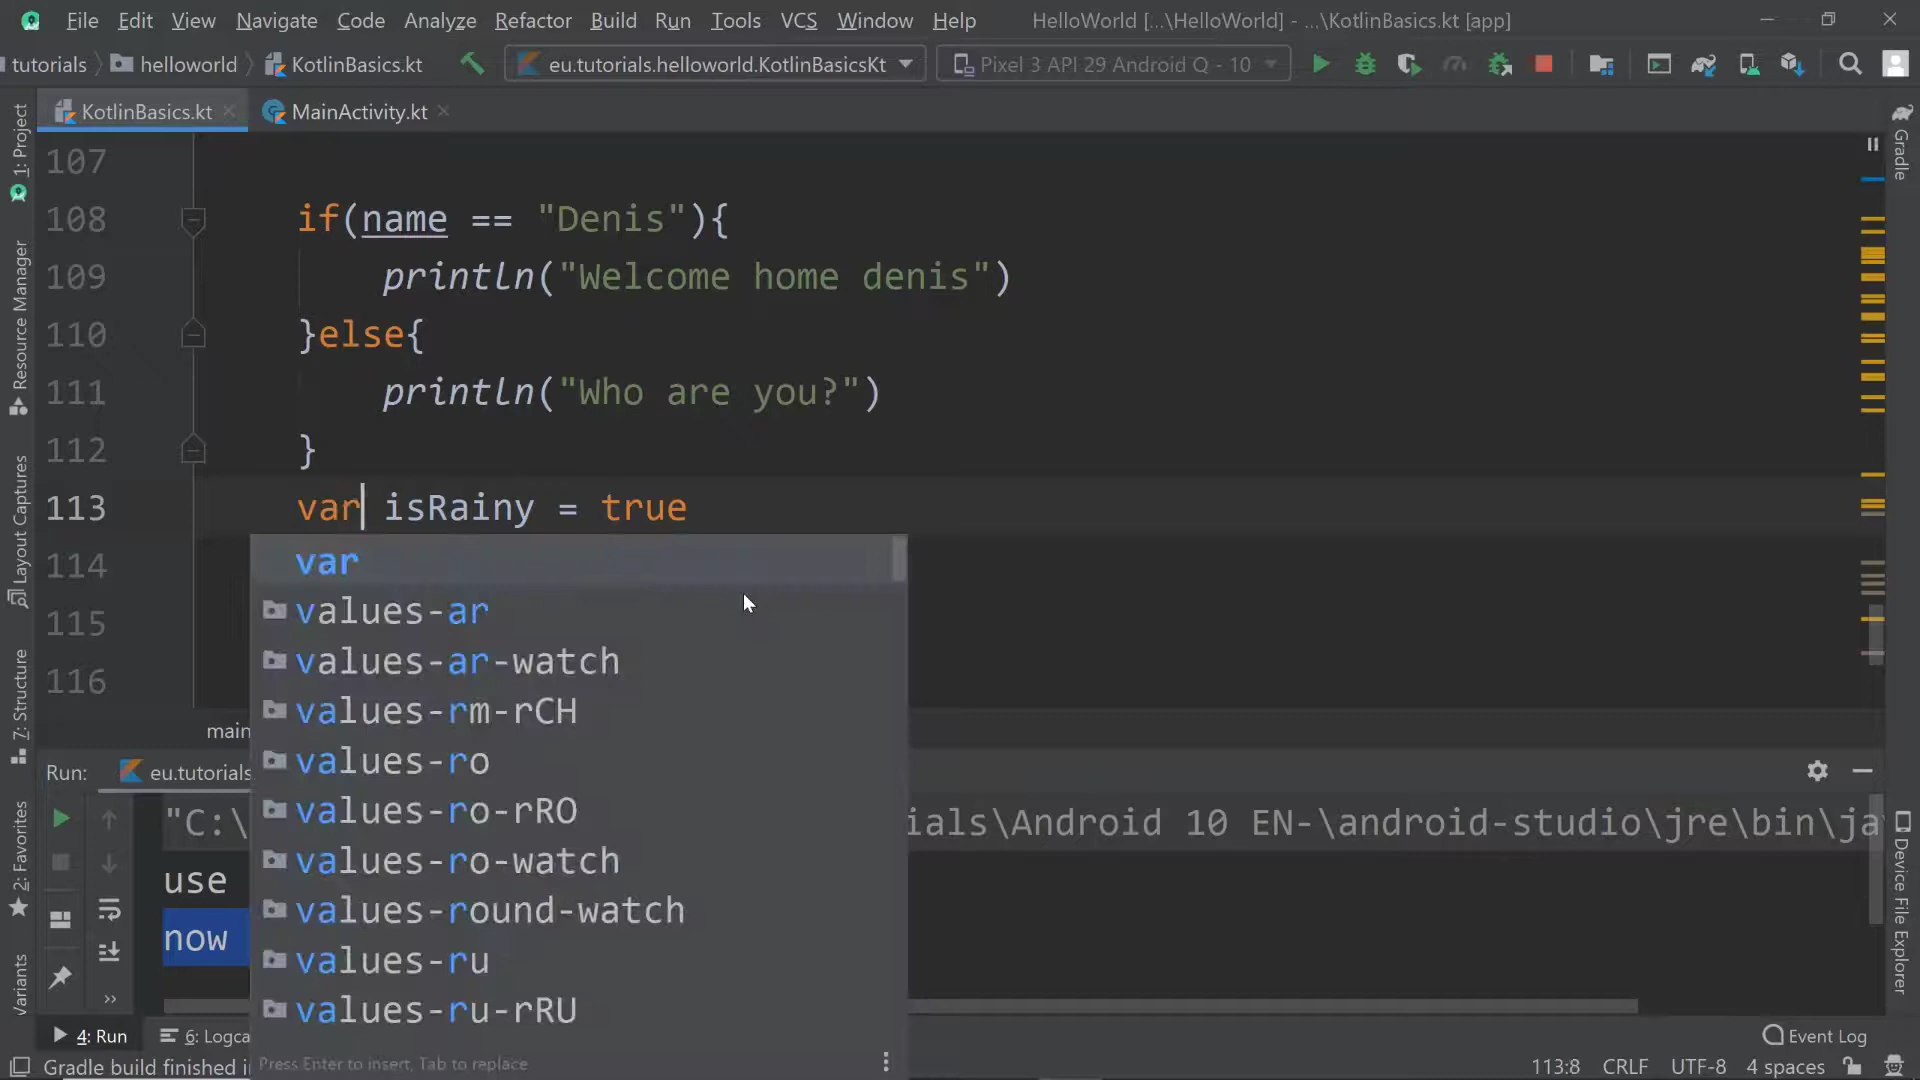 File Edit View Navigate Code Analyze Refactor Build Run Tools VCS Window Help HelloWorld [...\HelloWorld] - ...\KotlinBasics.kt [app]
tutorials helloworld KotlinBasics.kt eu.tutorials.helloworld.KotlinBasicsKt Pixel 3 API 29 Android Q - 10
KotlinBasics.kt MainActivity.kt
1: Project
Resource Manager
Layout Captures
7: Structure
2: Favorites
Variants
Gradle
Device File Explorer
107
108 if(name == "Denis"){
109 println("Welcome home denis")
110 }else{
111 println("Who are you?")
112 }
113 var isRainy = true
114
115
116
var
values-ar
values-ar-watch
values-rm-rCH
values-ro
values-ro-rRO
values-ro-watch
values-round-watch
values-ru
values-ru-rRU
Press Enter to insert, Tab to replace
main
Run: eu.tutorials
"C:\ ials\Android 10 EN-\android-studio\jre\bin\ja
use
now
4: Run 6: Logca Event Log
Gradle build finished i 113:8 CRLF UTF-8 4 spaces